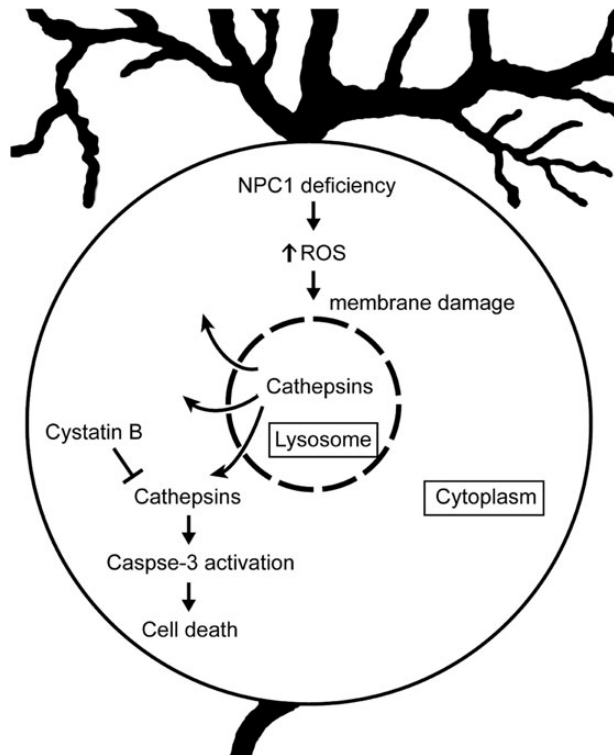 NPC1 deficiency
↑ROS
membrane damage
Cathepsins
Lysosome
Cystatin B
Cathepsins
Cytoplasm
Caspse-3 activation
Cell death